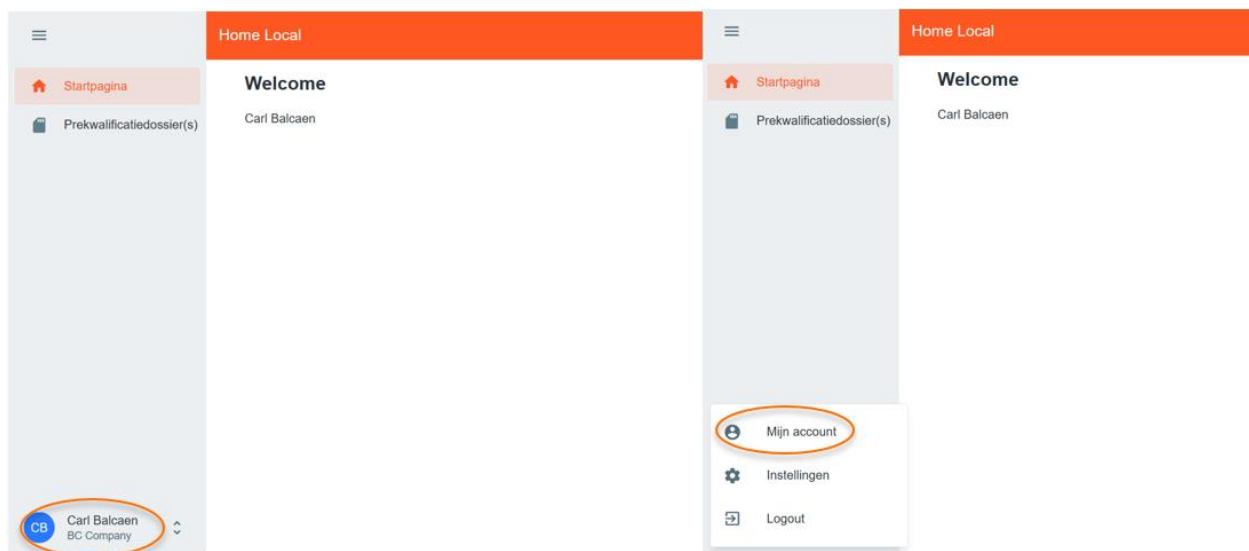 Home Local
Startpagina
Prekwalificatiedossier(s)
Welcome
Carl Balcaen
CB
Carl Balcaen
BC Company
Home Local
Startpagina
Prekwalificatiedossier(s)
Welcome
Carl Balcaen
Mijn account
Instellingen
Logout